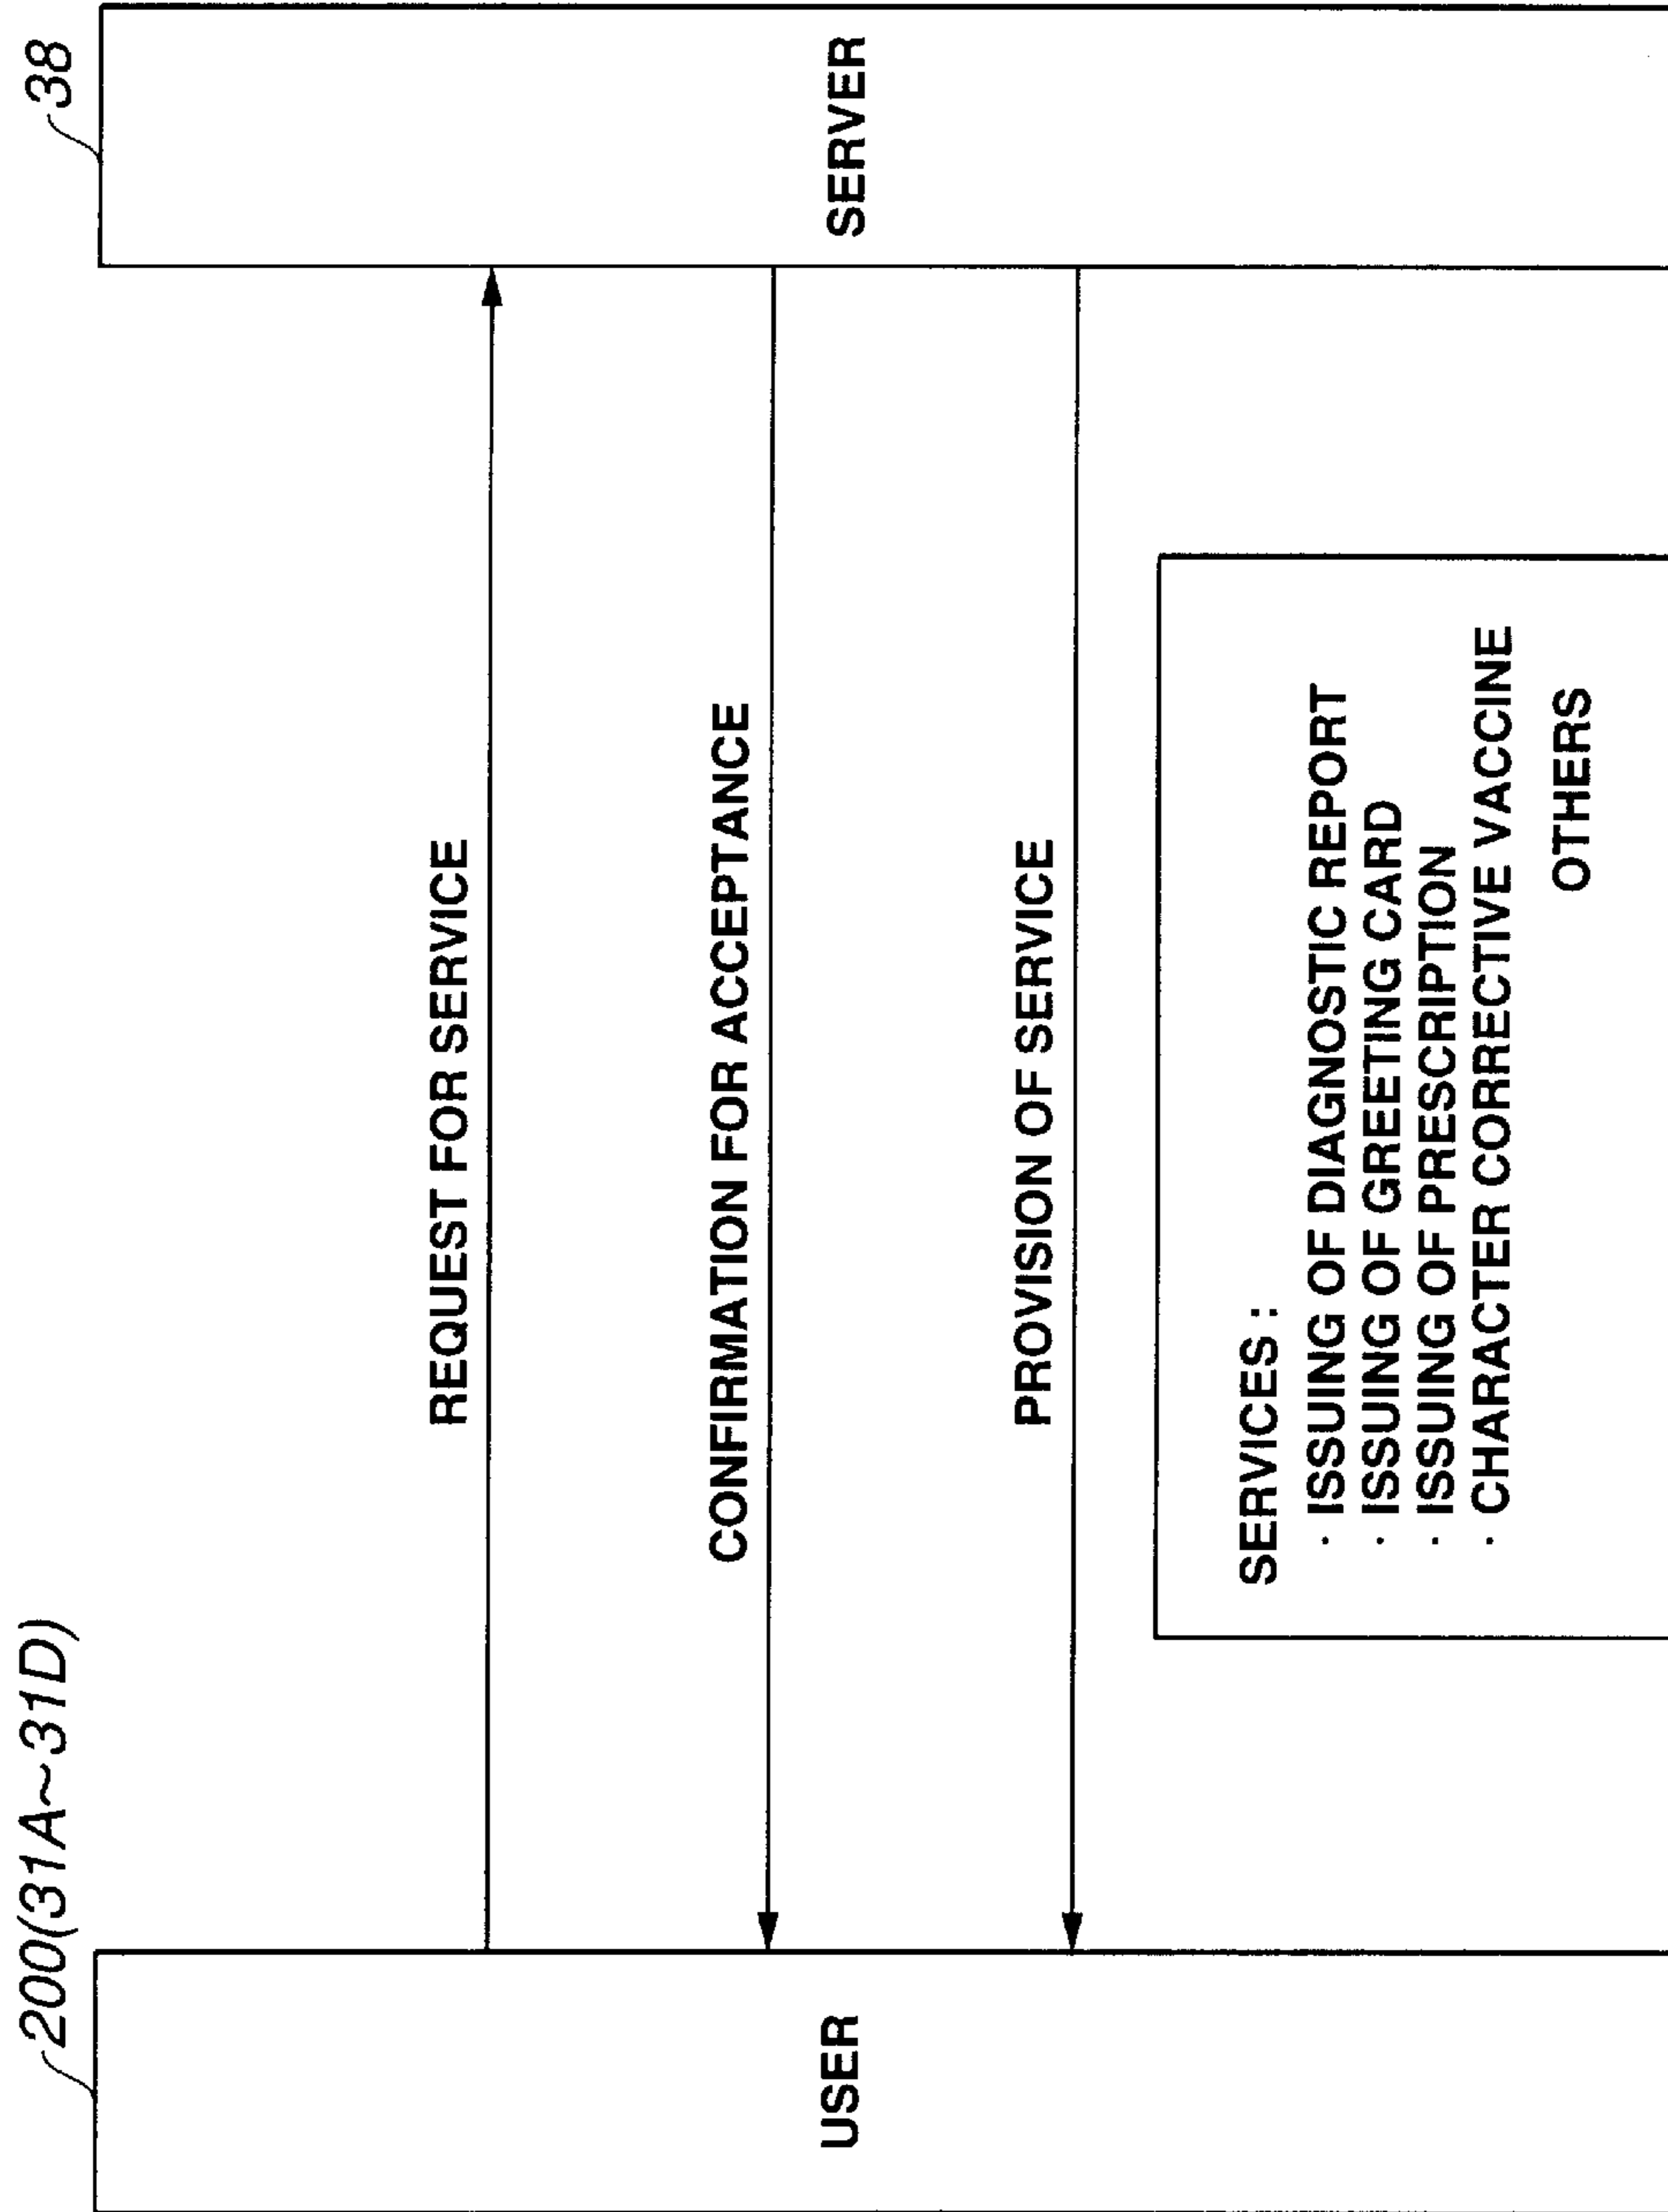 200(31A~31D)
38
USER
SERVER
REQUEST FOR SERVICE
CONFIRMATION FOR ACCEPTANCE
PROVISION OF SERVICE
SERVICES :
· ISSUING OF DIAGNOSTIC REPORT
· ISSUING OF GREETING CARD
· ISSUING OF PRESCRIPTION
· CHARACTER CORRECTIVE VACCINE
OTHERS